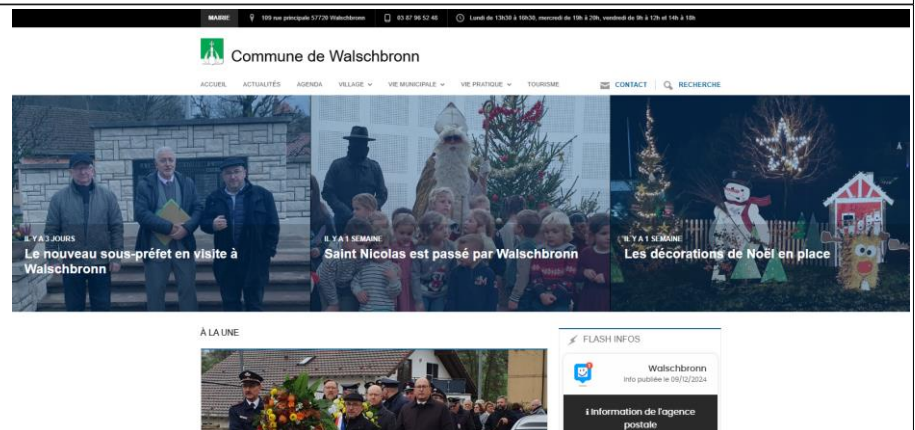 MAIRIE 109 rue principale 57720 Walschbronn 03 87 96 52 48 Lundi de 13h30 à 16h30, mercredi de 19h à 20h, vendredi de 9h à 12h et 14h à 18h
Commune de Walschbronn
ACCUEIL ACTUALITÉS AGENDA VILLAGE VIE MUNICIPALE VIE PRATIQUE TOURISME CONTACT RECHERCHE
IL Y A 3 JOURS
Le nouveau sous-préfet en visite à
Walschbronn
IL Y A 1 SEMAINE
Saint Nicolas est passé par Walschbronn
IL Y A 1 SEMAINE
Les décorations de Noël en place
À LA UNE
FLASH INFOS
Walschbronn
Info publiée le 09/12/2024
Information de l'agence
postale